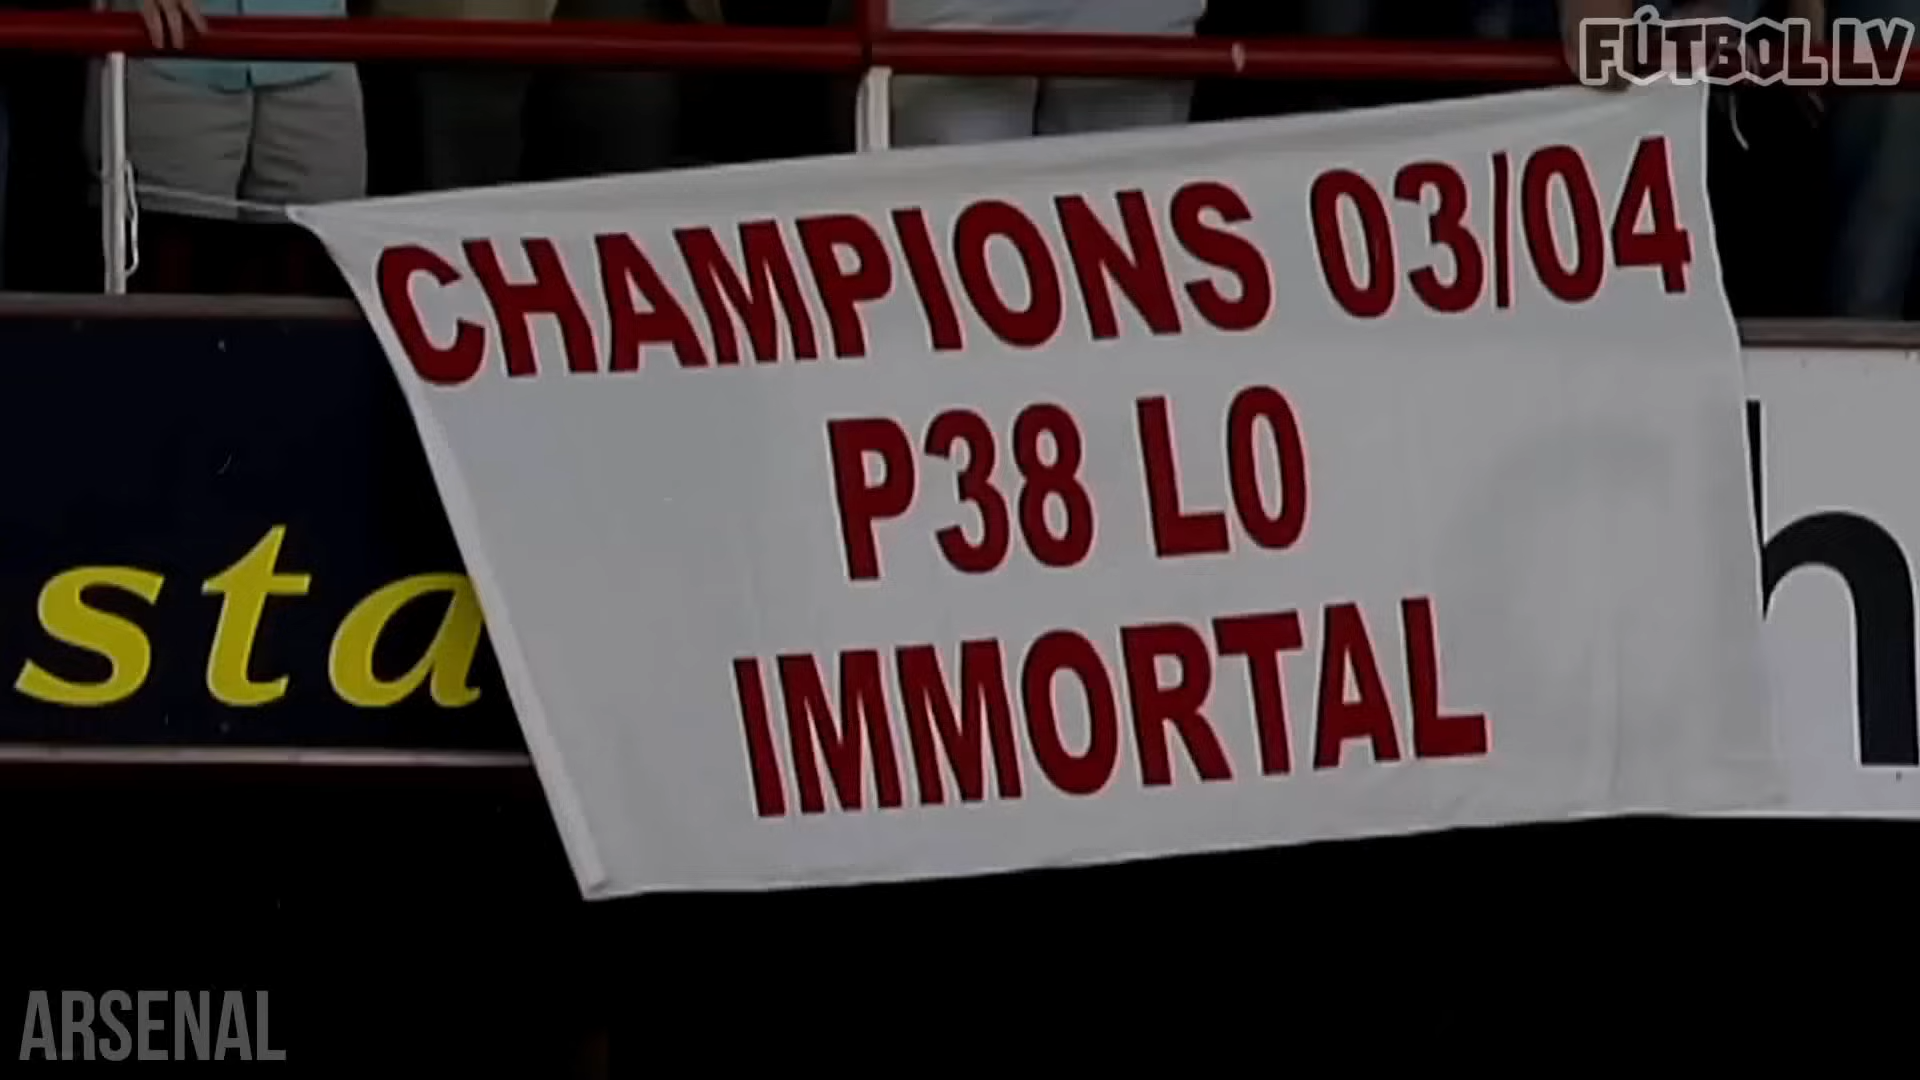 FÚTBOL LV
CHAMPIONS 03/04
P38 L0
IMMORTAL
sta
h
ARSENAL